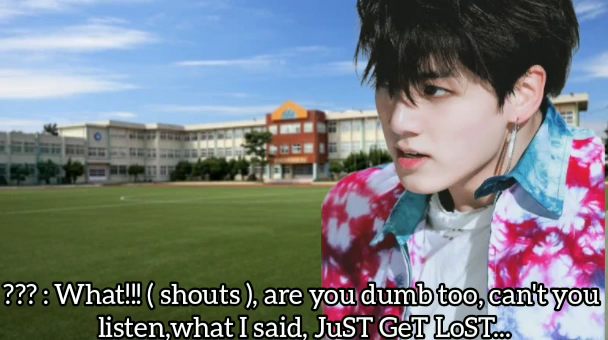 ??? : What!!! ( shouts ), are you dumb too, can't you
listen,what I said, JuST GeT LoST...